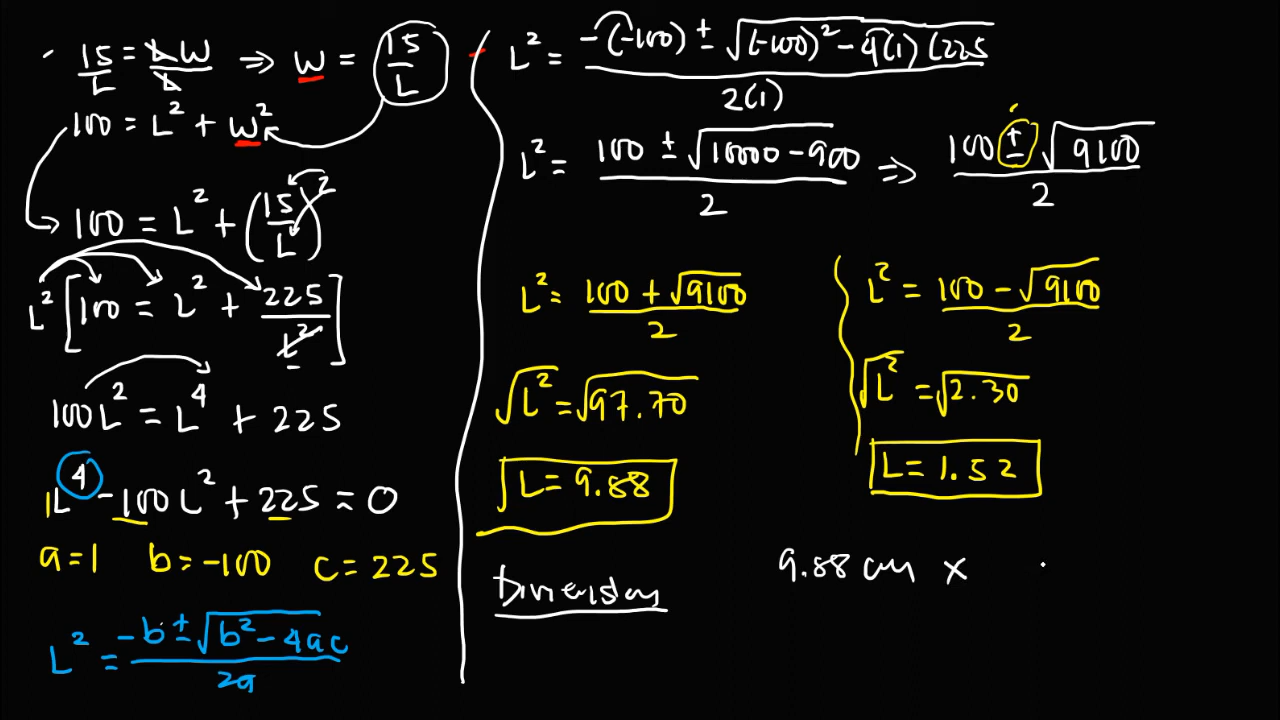 15/L = LW/L ⇒ W = 15/L
100 = L² + W²
100 = L² + (15/L)²
L² [100 = L² + 225/L²]
100L² = L⁴ + 225
1L⁴ - 100L² + 225 = 0
a = 1 b = -100 c = 225
L² = -b ± √b² - 4ac / 2a
L² = -(-100) ± √(-100)² - 4(1)(225 / 2(1)
L² = 100 ± √10000 - 900 / 2 ⇒ 100 ± √9100 / 2
L² = 100 + √9100 / 2
√L² = √97.70
L = 9.88
L² = 100 - √9100 / 2
√L² = √2.30
L = 1.52
Dimension 9.88 cm x